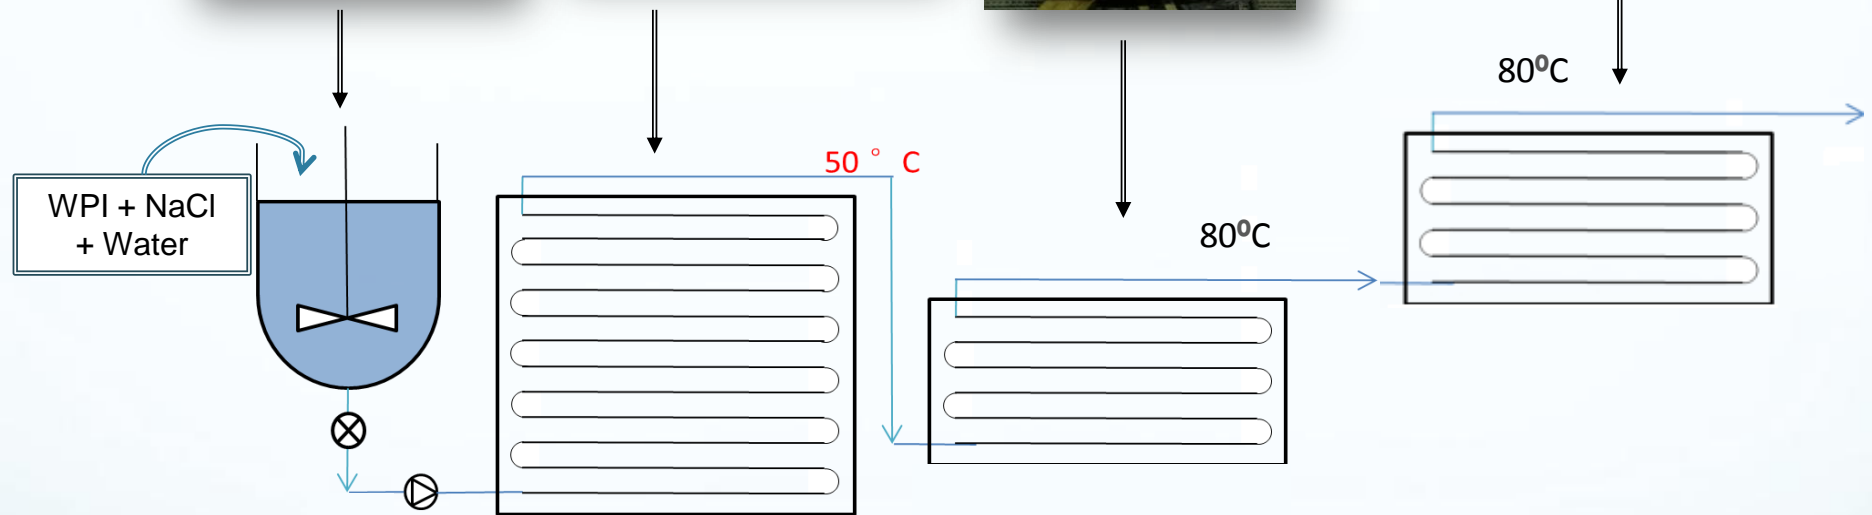 80⁰C
50 ° C
WPI + NaCl
+ Water
80⁰C